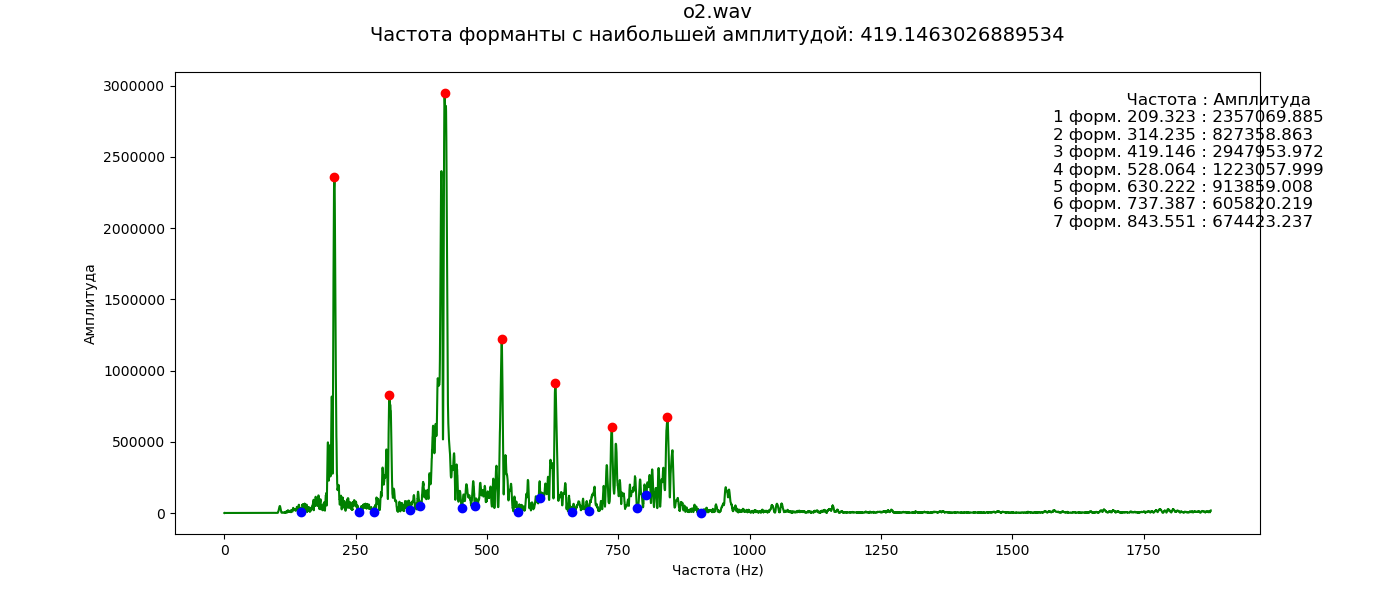 o2.wav
Частота форманты с наибольшей амплитудой: 419.1463026889534
Частота : Амплитуда
1 форм. 209.323 : 2357069.885
2 форм. 314.235 : 827358.863
3 форм. 419.146 : 2947953.972
4 форм. 528.064 : 1223057.999
5 форм. 630.222 : 913859.008
6 форм. 737.387 : 605820.219
7 форм. 843.551 : 674423.237
Амплитуда
3000000
2500000
2000000
1500000
1000000
500000
0
0 250 500 750 1000 1250 1500 1750
Частота (Hz)